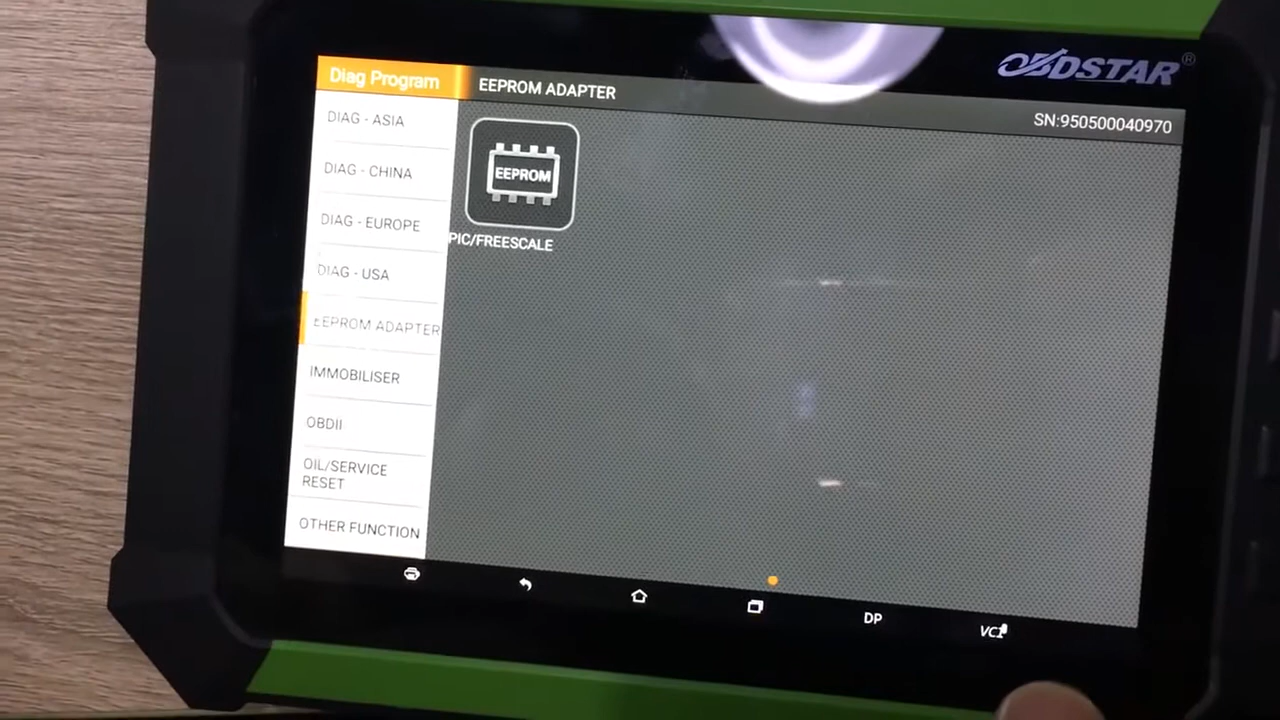 OBDSTAR®
Diag Program
EEPROM ADAPTER
SN:950500040970
DIAG - ASIA
DIAG - CHINA
DIAG - EUROPE
DIAG - USA
EEPROM ADAPTER
IMMOBILISER
OBDII
OIL/SERVICE
RESET
OTHER FUNCTION
EEPROM
PIC/FREESCALE
DP
VCI